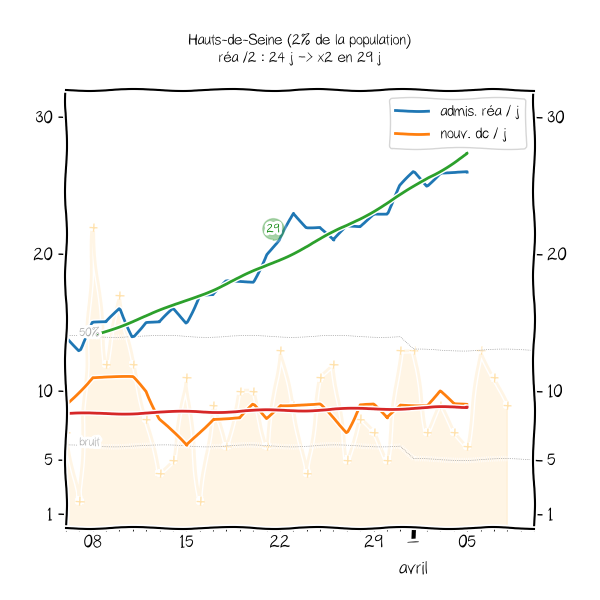 Hauts-de-Seine (2% de la population)
réa /2 : 24 j -> x2 en 29 j
admis. réa / j
nouv. dc / j
30
30
29
20
20
50%
10
10
bruit
5
5
1
1
08
15
22
29
05
avril